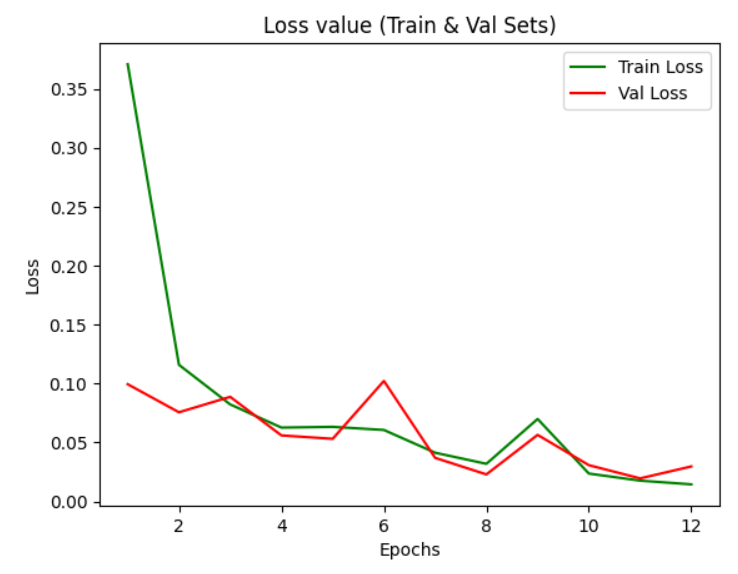 Loss value (Train & Val Sets)
Train Loss
Val Loss
0.35
0.30
0.25
0.20
0.15
0.10
0.05
0.00
Loss
2 4 6 8 10 12
Epochs